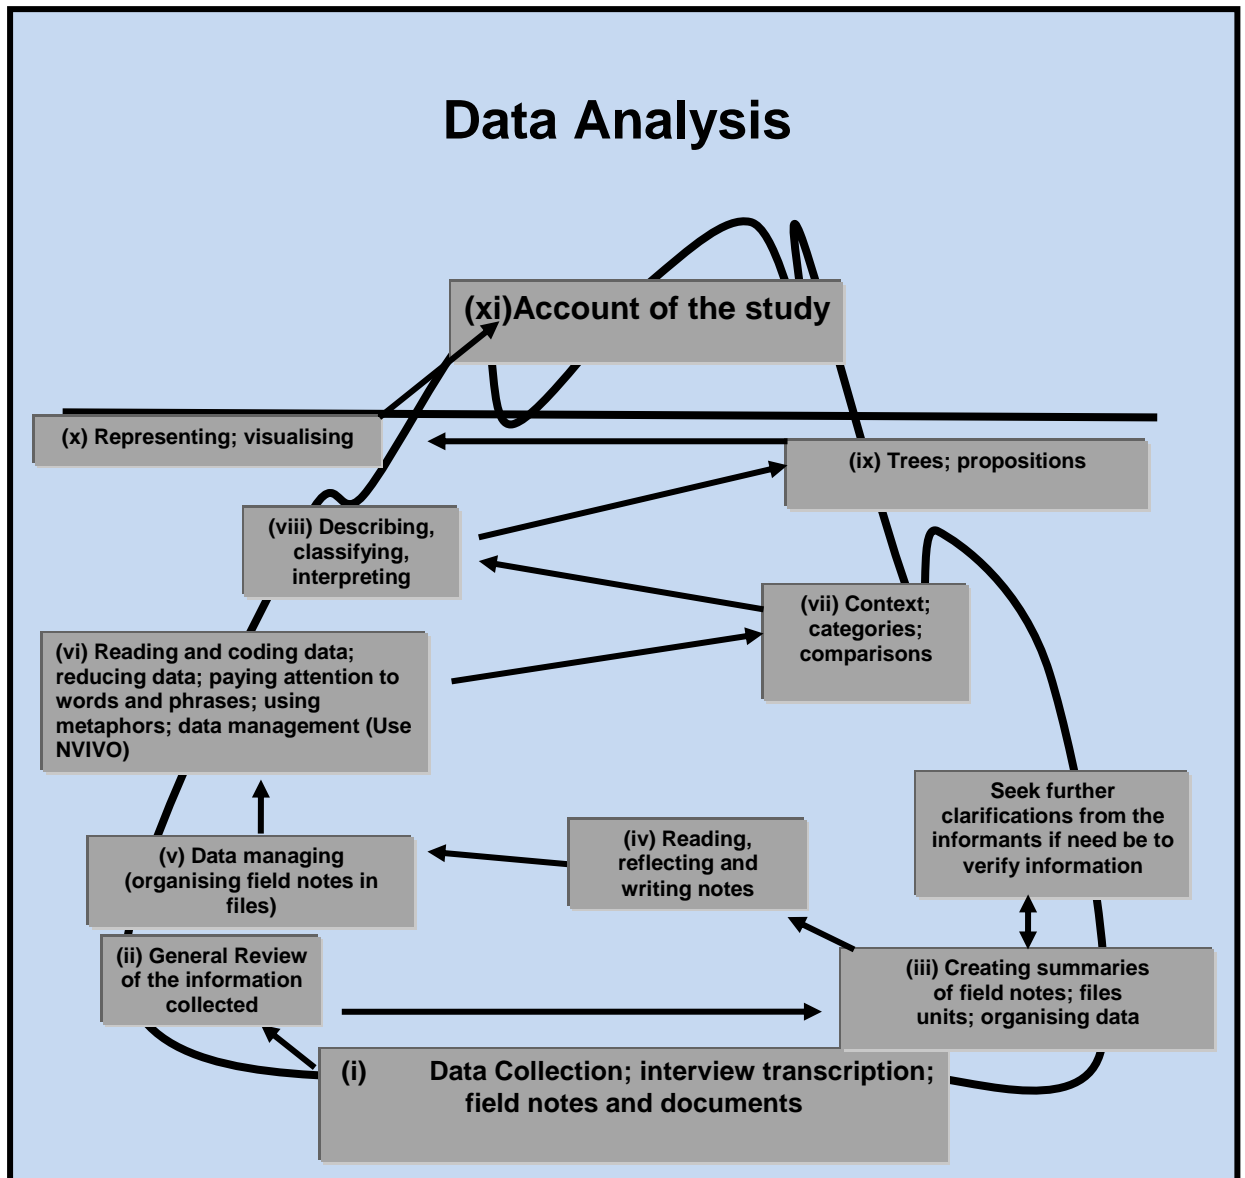 Data Analysis
(xi)Account of the study
(x) Representing; visualising
(ix) Trees; propositions
(viii) Describing,
classifying,
interpreting
(vii) Context;
categories;
comparisons
(vi) Reading and coding data;
reducing data; paying attention to
words and phrases; using
metaphors; data management (Use
NVIVO)
Seek further
clarifications from the
informants if need be to
verify information
(iv) Reading,
reflecting and
writing notes
(v) Data managing
(organising field notes in
files)
(ii) General Review
of the information
collected
(iii) Creating summaries
of field notes; files
units; organising data
(i) Data Collection; interview transcription;
field notes and documents